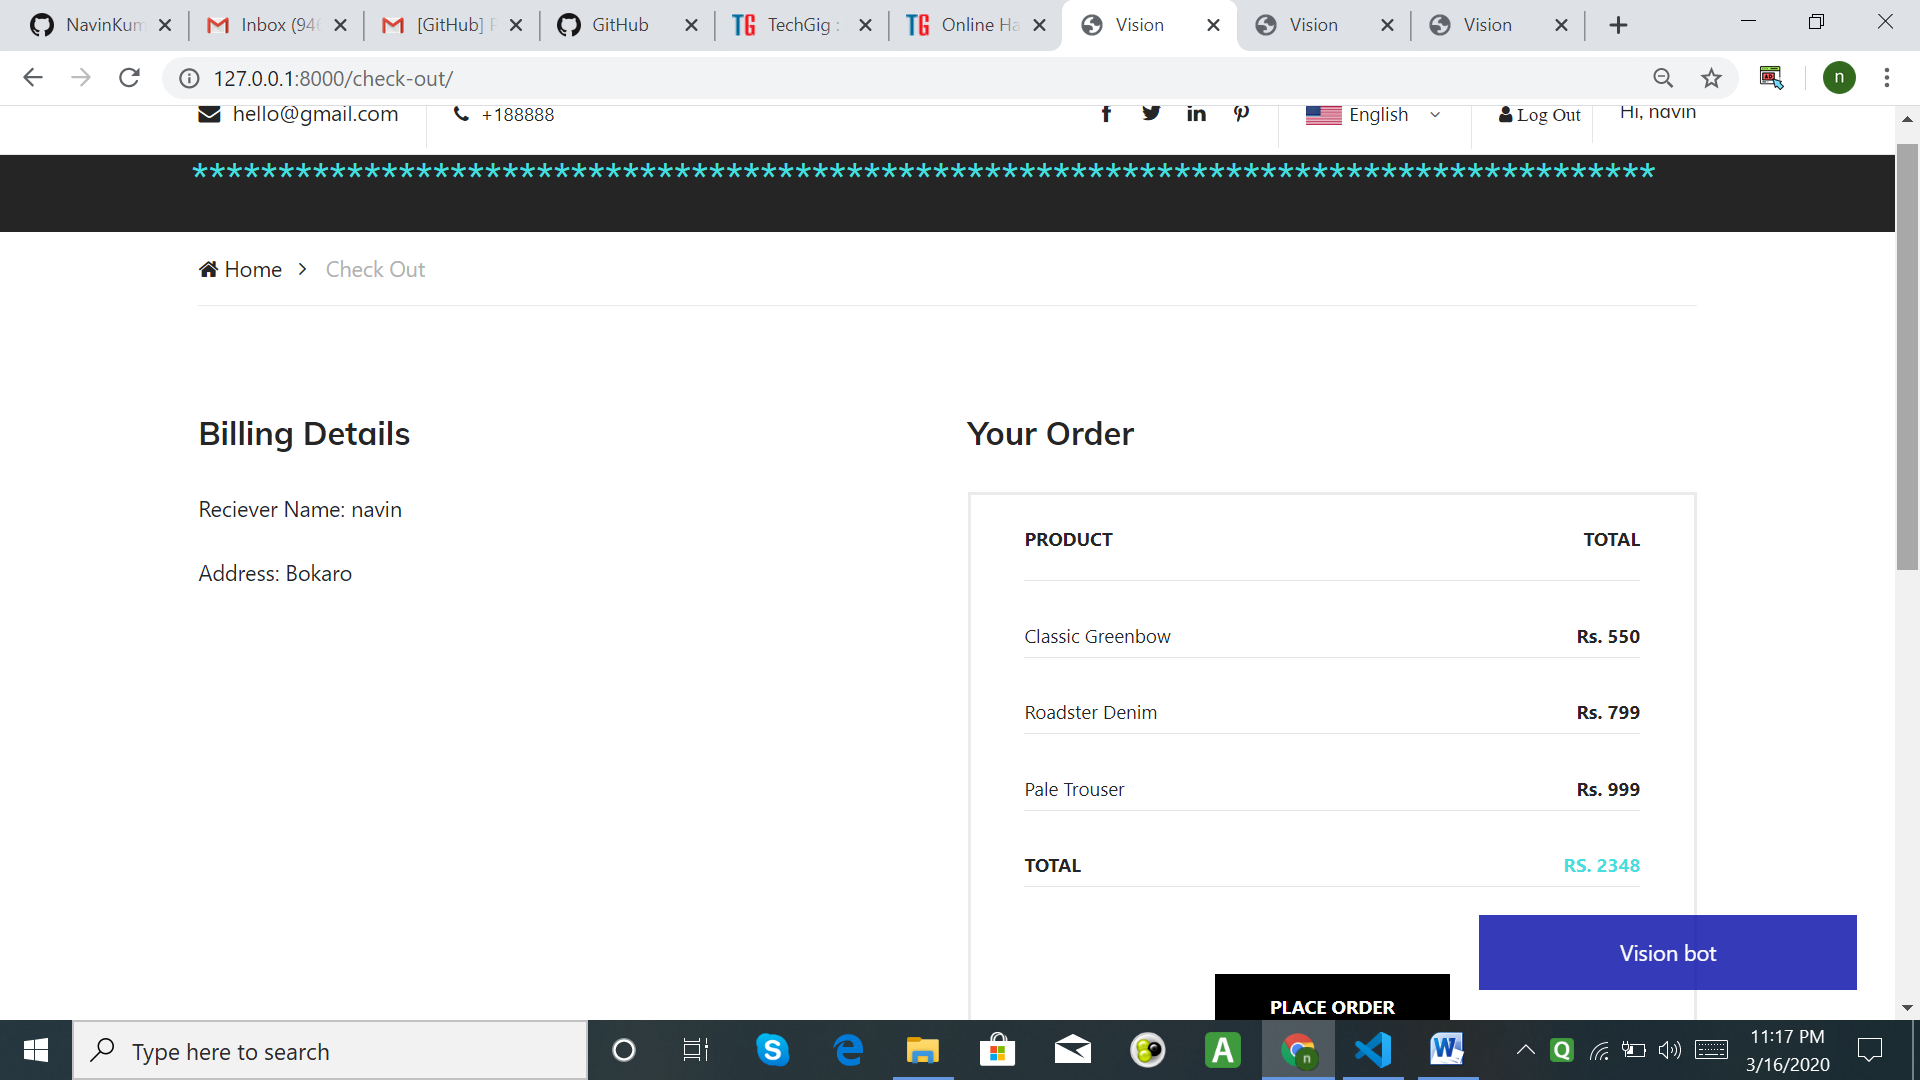 NavinKum
Inbox (946
[GitHub] P
GitHub
TechGig :
Online Ha
Vision
Vision
Vision
127.0.0.1:8000/check-out/
n
hello@gmail.com
+188888
English
Log Out
Hi, navin
*************************************************************************************
Home
Check Out
Billing Details
Reciever Name: navin
Address: Bokaro
Your Order
PRODUCT TOTAL
Classic Greenbow Rs. 550
Roadster Denim Rs. 799
Pale Trouser Rs. 999
TOTAL RS. 2348
Vision bot
PLACE ORDER
Type here to search
11:17 PM
3/16/2020